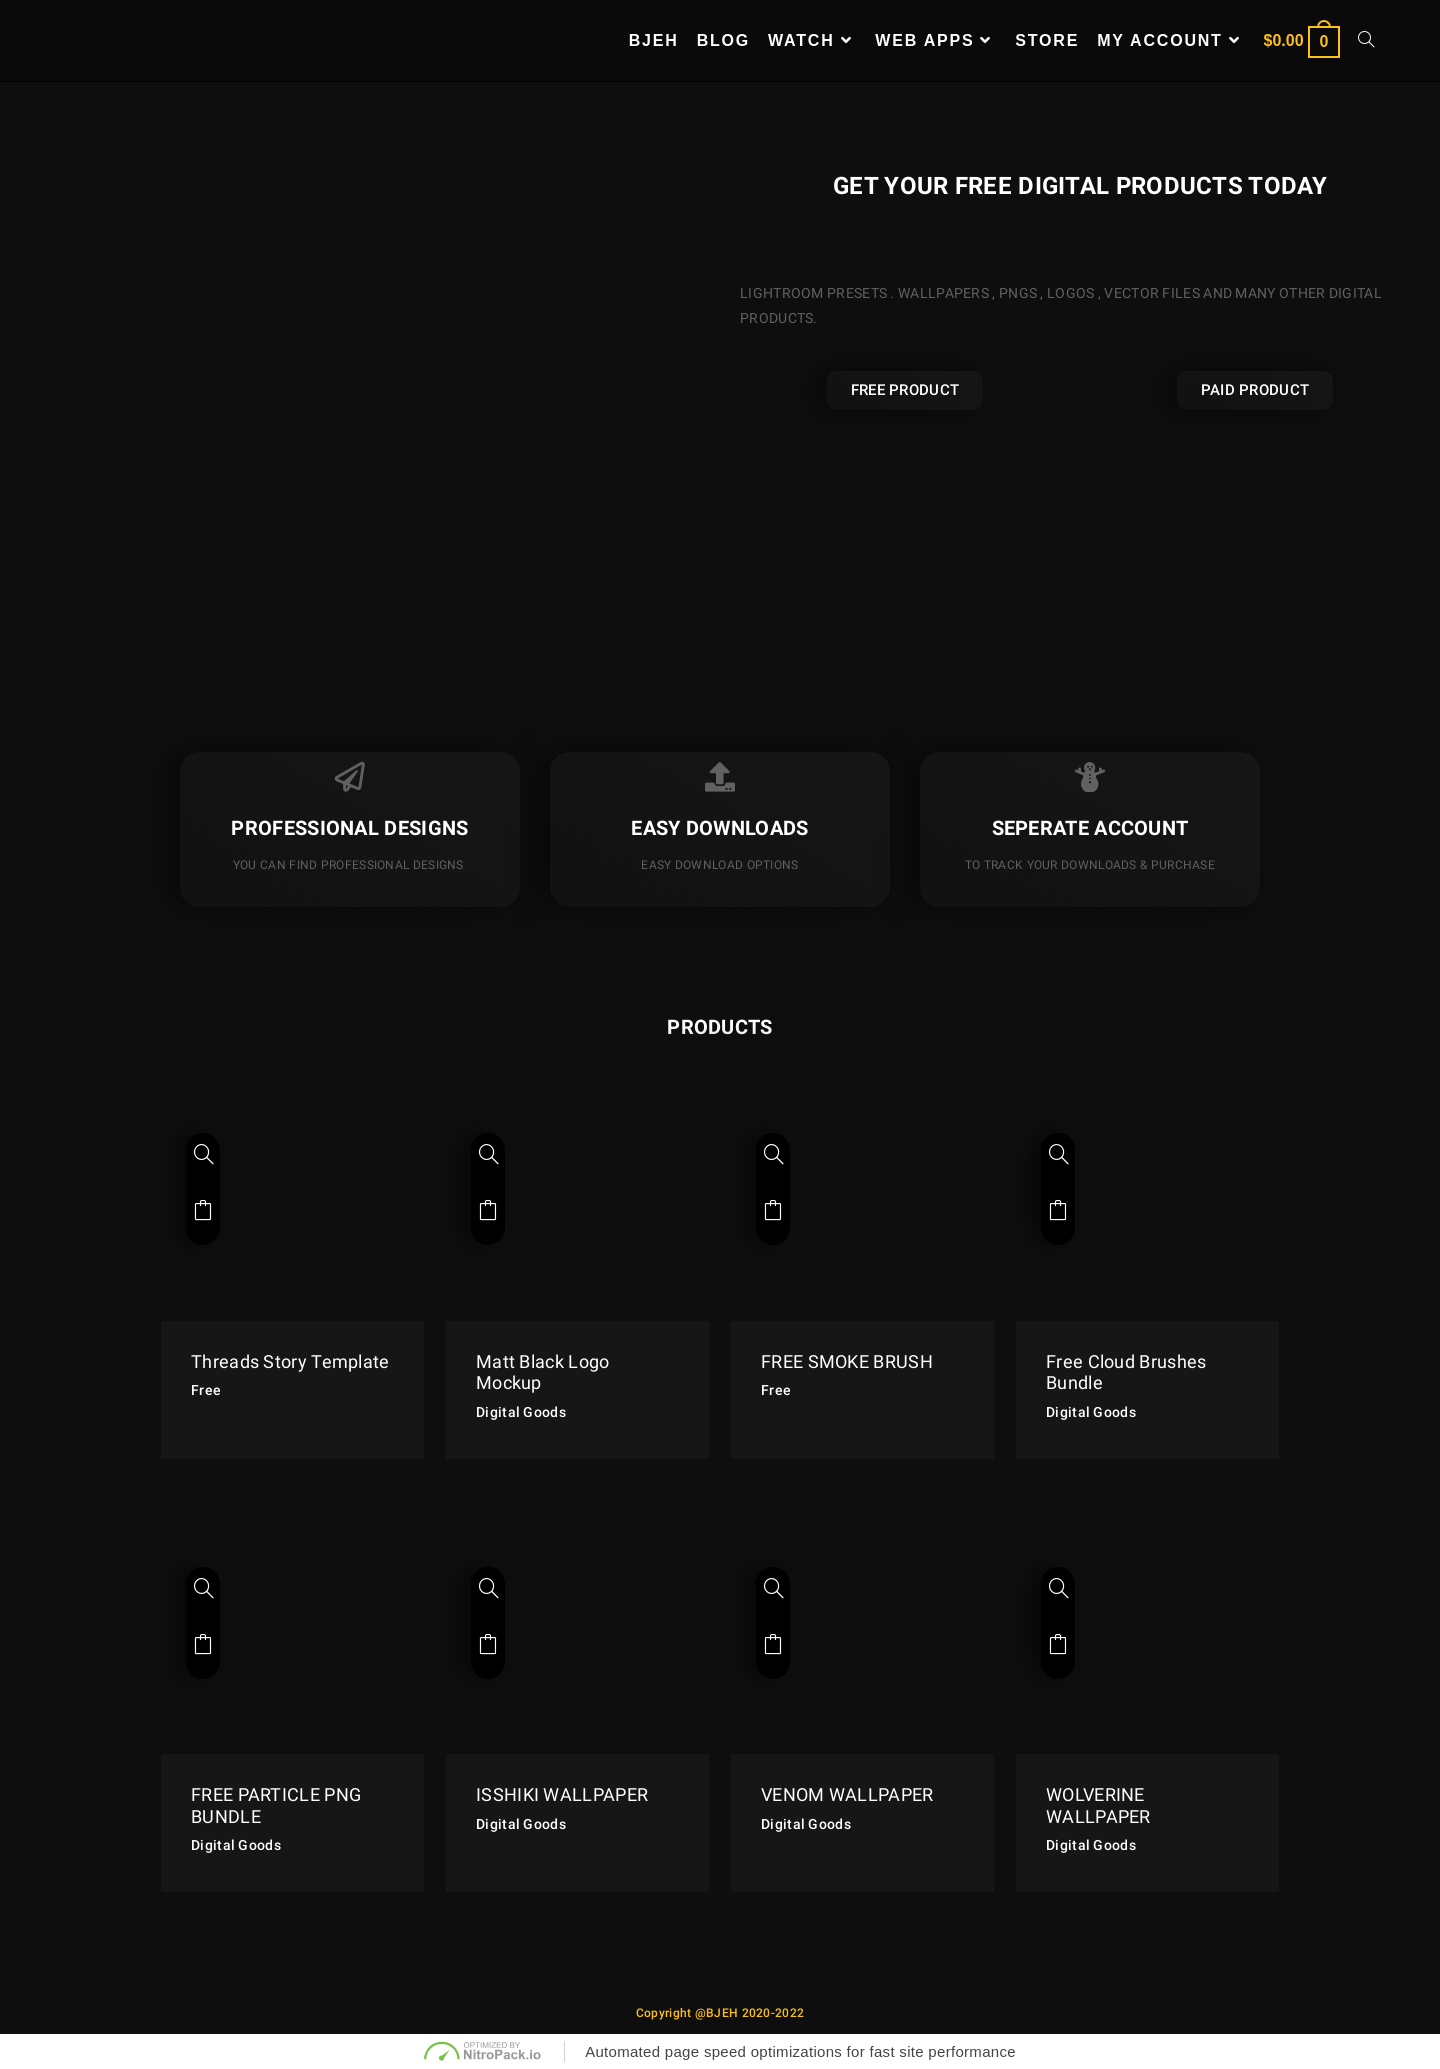 BJEH BLOG WATCH WEB APPS STORE MY ACCOUNT $0.00 0
GET YOUR FREE DIGITAL PRODUCTS TODAY
LIGHTROOM PRESETS . WALLPAPERS , PNGS , LOGOS , VECTOR FILES AND MANY OTHER DIGITAL
PRODUCTS.
FREE PRODUCT PAID PRODUCT
PROFESSIONAL DESIGNS
YOU CAN FIND PROFESSIONAL DESIGNS
EASY DOWNLOADS
EASY DOWNLOAD OPTIONS
SEPERATE ACCOUNT
TO TRACK YOUR DOWNLOADS & PURCHASE
PRODUCTS
Threads Story Template
Free
Matt Black Logo
Mockup
Digital Goods
FREE SMOKE BRUSH
Free
Free Cloud Brushes
Bundle
Digital Goods
FREE PARTICLE PNG
BUNDLE
Digital Goods
ISSHIKI WALLPAPER
Digital Goods
VENOM WALLPAPER
Digital Goods
WOLVERINE
WALLPAPER
Digital Goods
Copyright @BJEH 2020-2022
OPTIMIZED BY
NitroPack.io
Automated page speed optimizations for fast site performance